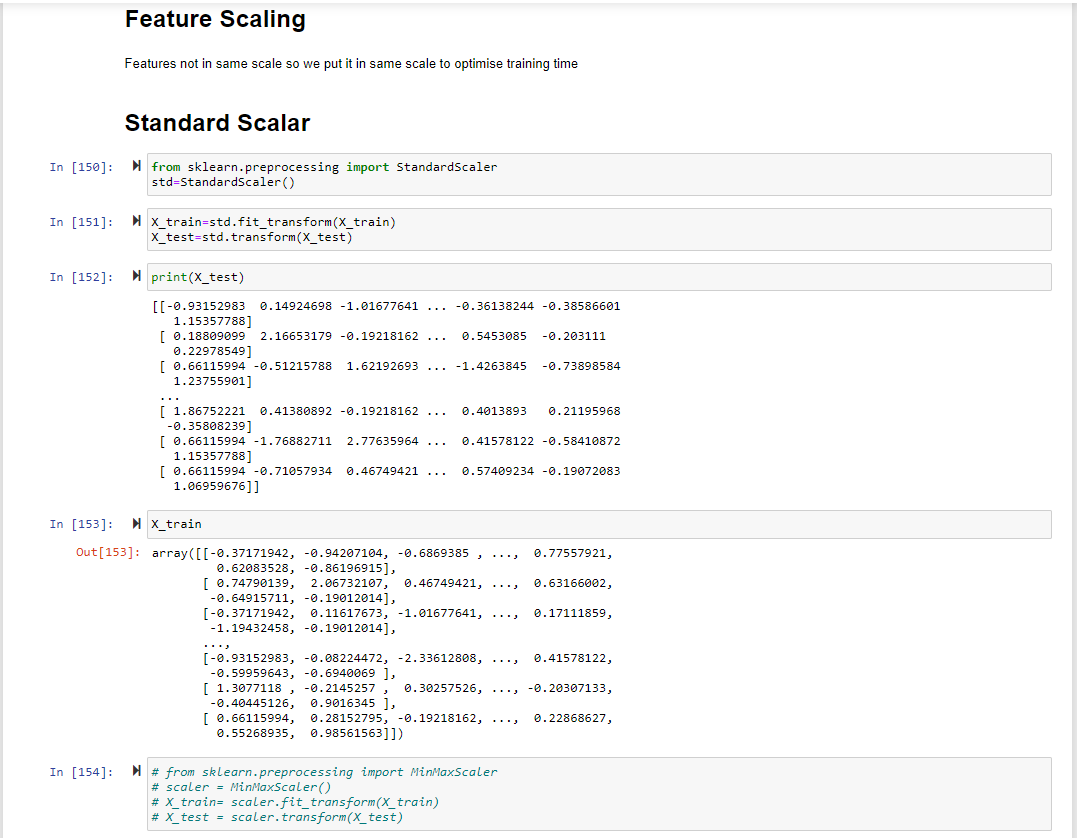 Feature Scaling
Features not in same scale so we put it in same scale to optimise training time
Standard Scalar
In [150]: from sklearn.preprocessing import StandardScaler
std=StandardScaler()
In [151]: X_train=std.fit_transform(X_train)
X_test=std.transform(X_test)
In [152]: print(X_test)
[[-0.93152983  0.14924698 -1.01677641 ... -0.36138244 -0.38586601
   1.15357788]
 [ 0.18809099  2.16653179 -0.19218162 ...  0.5453085  -0.203111
   0.22978549]
 [ 0.66115994 -0.51215788  1.62192693 ... -1.4263845  -0.73898584
   1.23755901]
 ...
 [ 1.86752221  0.41380892 -0.19218162 ...  0.4013893   0.21195968
  -0.35808239]
 [ 0.66115994 -1.76882711  2.77635964 ...  0.41578122 -0.58410872
   1.15357788]
 [ 0.66115994 -0.71057934  0.46749421 ...  0.57409234 -0.19072083
   1.06959676]]
In [153]: X_train
Out[153]: array([[-0.37171942, -0.94207104, -0.6869385 , ...,  0.77557921,
         0.62083528, -0.86196915],
       [ 0.74790139,  2.06732107,  0.46749421, ...,  0.63166002,
        -0.64915711, -0.19012014],
       [-0.37171942,  0.11617673, -1.01677641, ...,  0.17111859,
        -1.19432458, -0.19012014],
       ...,
       [-0.93152983, -0.08224472, -2.33612808, ...,  0.41578122,
        -0.59959643, -0.6940069 ],
       [ 1.3077118 , -0.2145257 ,  0.30257526, ..., -0.20307133,
        -0.40445126,  0.9016345 ],
       [ 0.66115994,  0.28152795, -0.19218162, ...,  0.22868627,
         0.55268935,  0.98561563]])
In [154]: # from sklearn.preprocessing import MinMaxScaler
# scaler = MinMaxScaler()
# X_train= scaler.fit_transform(X_train)
# X_test = scaler.transform(X_test)